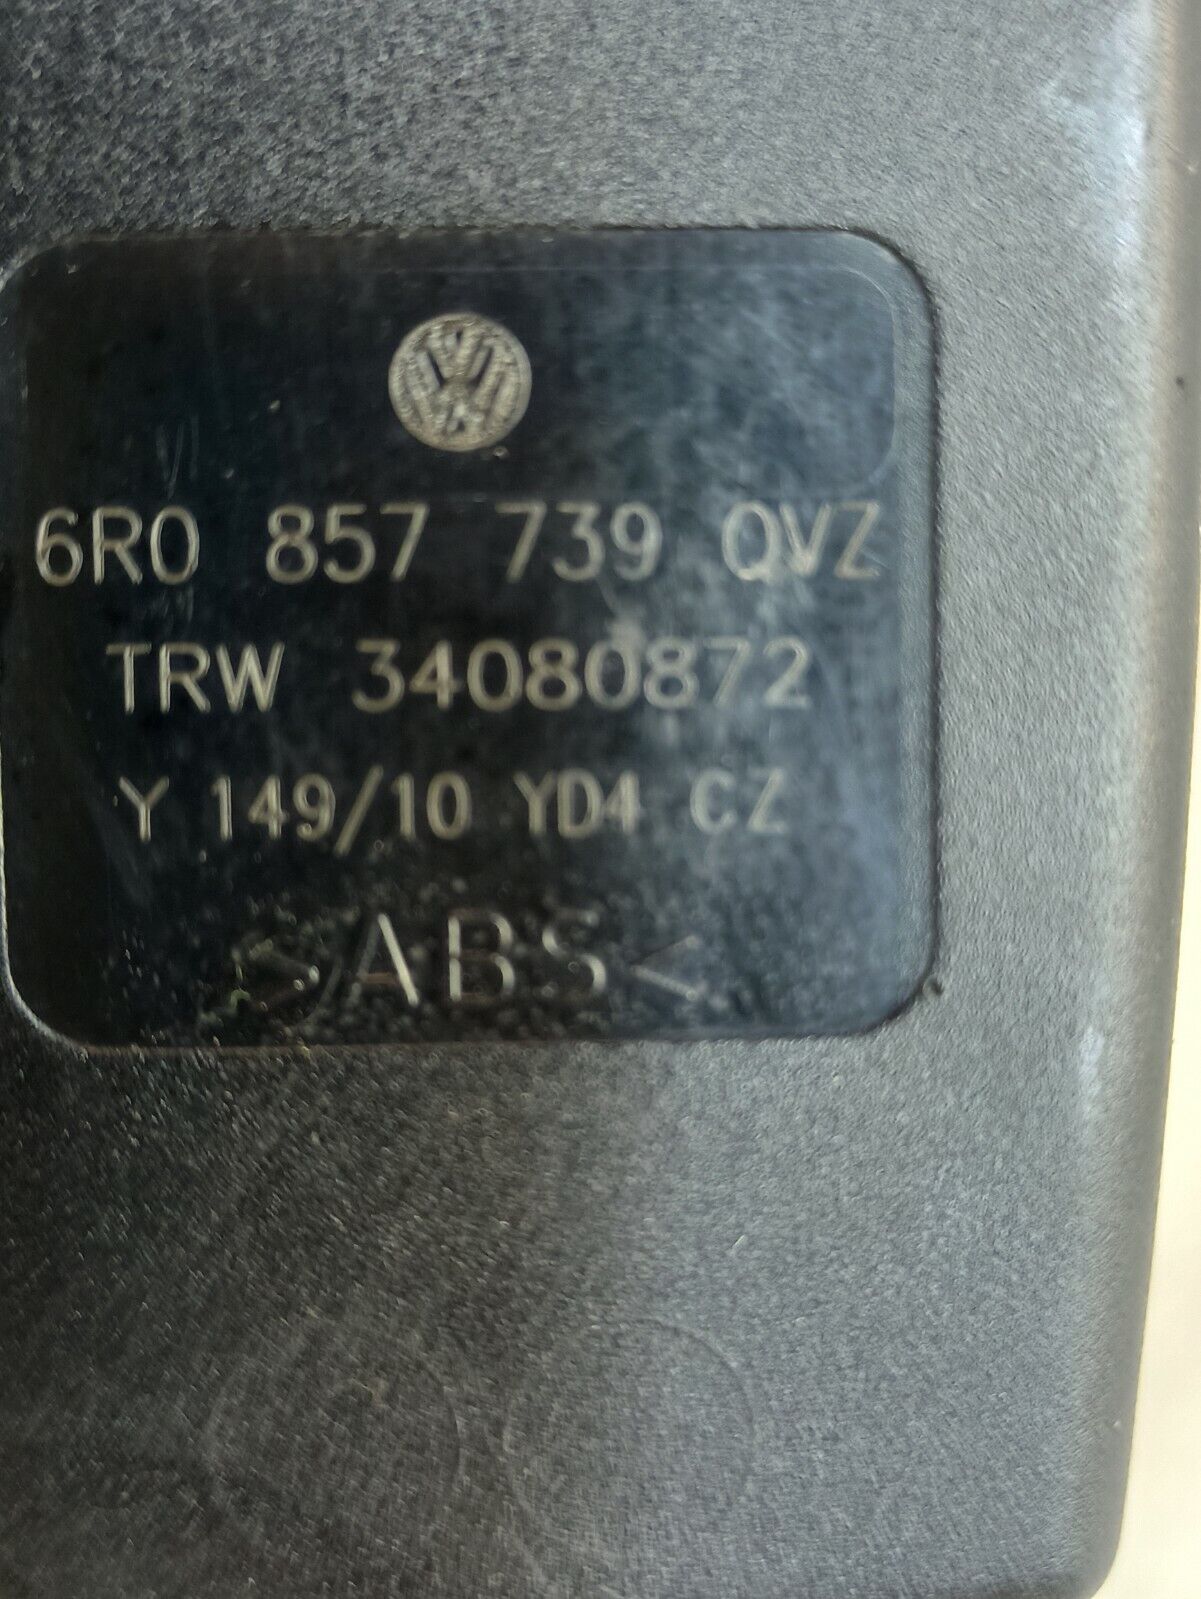 6R0 857 739 QVZ
TRW 34080872
Y 149/10 YD4 CZ
>ABS<